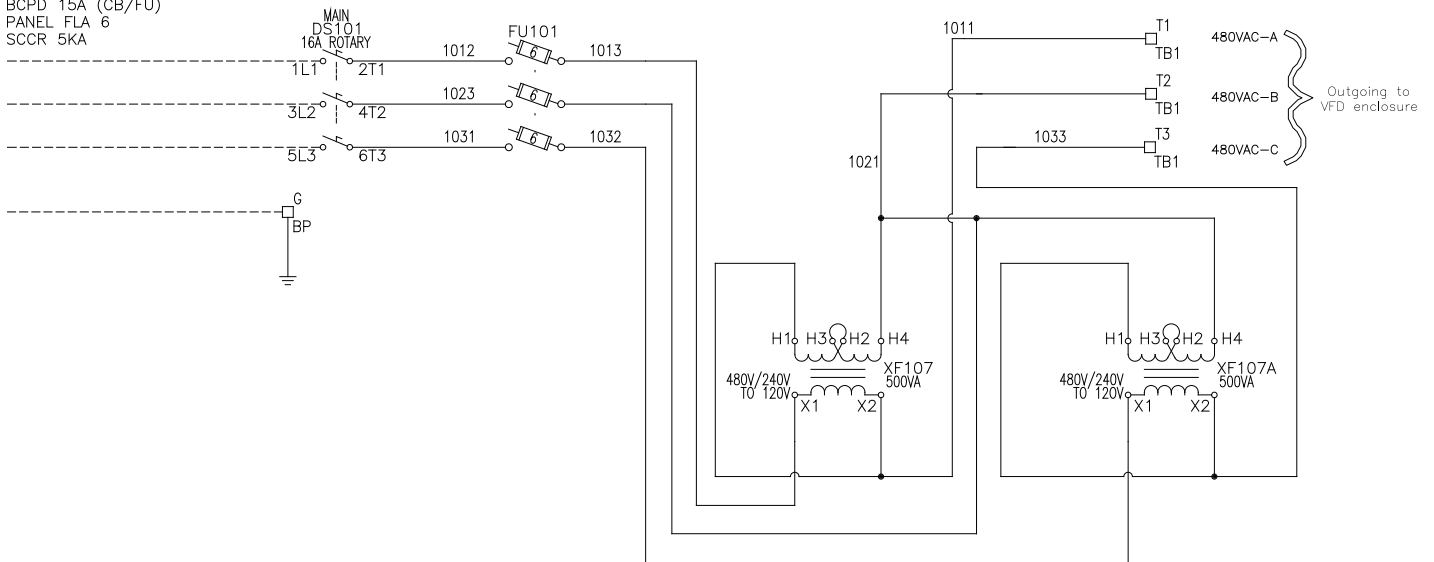 BCPD 15A (CB/FU)
PANEL FLA 6
SCCR 5KA
MAIN
DS101
16A ROTARY
FU101
1L1 2T1 1012 6 1013
3L2 4T2 1023 6
5L3 6T3 1031 6 1032
G
BP
1011
T1
TB1
480VAC-A
T2
TB1
480VAC-B
T3
TB1
480VAC-C
1021
1033
Outgoing to
VFD enclosure
H1 H3 H2 H4
XF107
500VA
480V/240V
TO 120V
X1 X2
H1 H3 H2 H4
XF107A
500VA
480V/240V
TO 120V
X1 X2